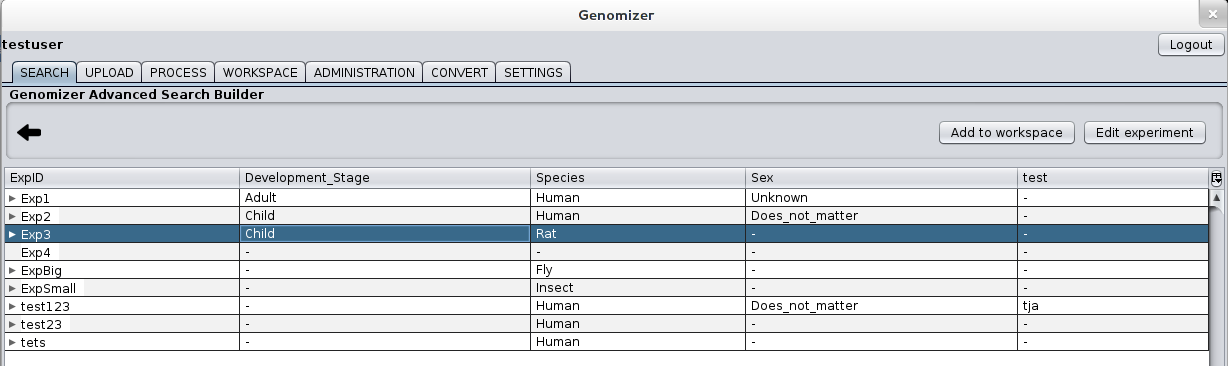 Genomizer
testuser
Logout
SEARCH UPLOAD PROCESS WORKSPACE ADMINISTRATION CONVERT SETTINGS
Genomizer Advanced Search Builder
Add to workspace Edit experiment
ExpID Development_Stage Species Sex test
Exp1 Adult Human Unknown -
Exp2 Child Human Does_not_matter -
Exp3 Child Rat - -
Exp4 - - - -
ExpBig - Fly - -
ExpSmall - Insect - -
test123 - Human Does_not_matter tja
test23 - Human - -
tets - Human - -